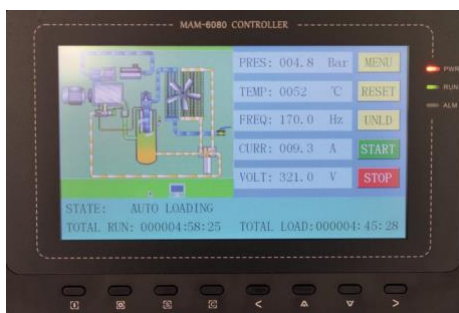 MAM-6080 CONTROLLER
PRES: 004.8 Bar MENU
TEMP: 0052 ℃ RESET
FREQ: 170.0 Hz UNLD
CURR: 009.3 A START
VOLT: 321.0 V STOP
PWR
RUN
ALM
STATE: AUTO LOADING
TOTAL RUN: 000004:58:25 TOTAL LOAD:000004:45:28